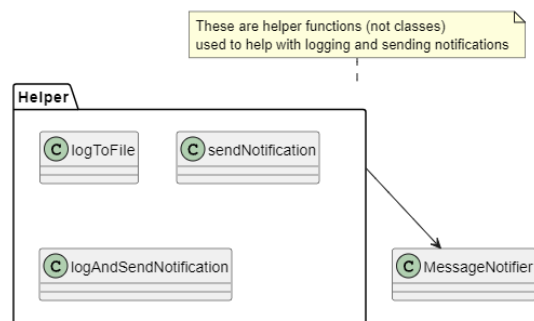 These are helper functions (not classes)
used to help with logging and sending notifications
Helper
C logToFile
C sendNotification
C logAndSendNotification
C MessageNotifier